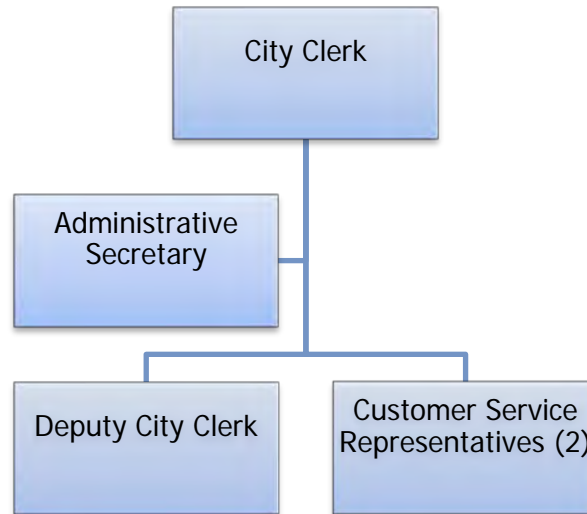 City Clerk
Administrative
Secretary
Deputy City Clerk
Customer Service
Representatives (2)